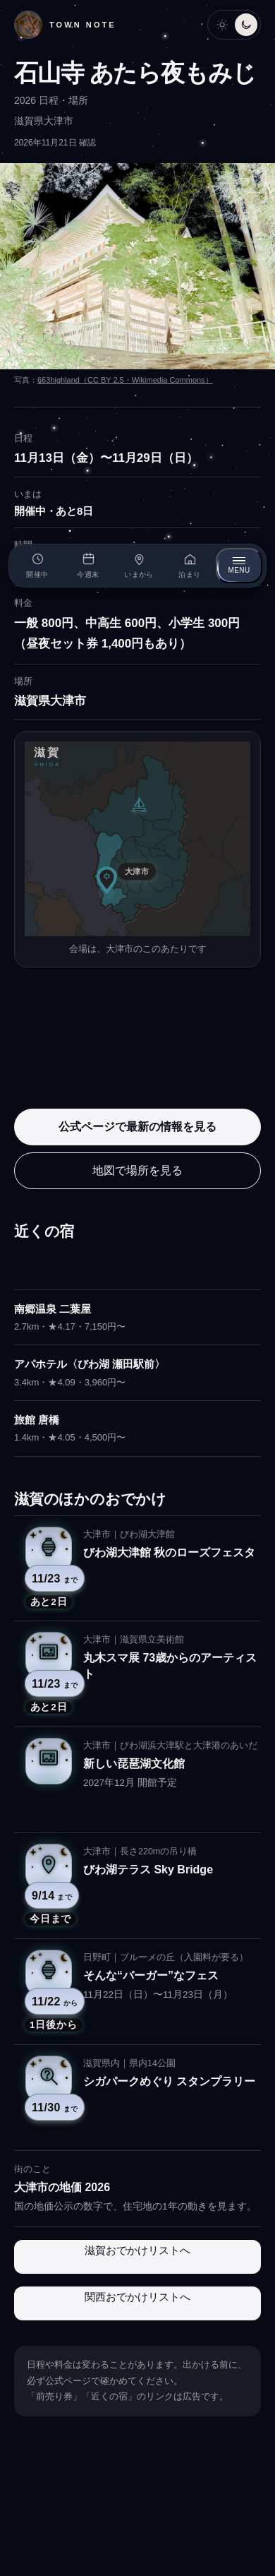 TOWN NOTE
石山寺 あたら夜もみじ
2026 日程・場所
滋賀県大津市
2026年11月21日 確認
写真：663highland（CC BY 2.5・Wikimedia Commons）
日程
11月13日（金）〜11月29日（日）
いまは
開催中・あと8日
開催中
今週末
いまから
泊まり
MENU
料金
一般 800円、中高生 600円、小学生 300円
（昼夜セット券 1,400円もあり）
場所
滋賀県大津市
滋賀
SHIGA
大津市
会場は、大津市のこのあたりです
公式ページで最新の情報を見る
地図で場所を見る
近くの宿
南郷温泉 二葉屋
2.7km・★4.17・7,150円〜
アパホテル〈びわ湖 瀬田駅前〉
3.4km・★4.09・3,960円〜
旅館 唐橋
1.4km・★4.05・4,500円〜
滋賀のほかのおでかけ
大津市｜びわ湖大津館
びわ湖大津館 秋のローズフェスタ
11/23 まで
あと2日
大津市｜滋賀県立美術館
丸木スマ展 73歳からのアーティス
ト
11/23 まで
あと2日
大津市｜びわ湖浜大津駅と大津港のあいだ
新しい琵琶湖文化館
2027年12月 開館予定
大津市｜長さ220mの吊り橋
びわ湖テラス Sky Bridge
9/14 まで
今日まで
日野町｜ブルーメの丘（入園料が要る）
そんな“バーガー”なフェス
11月22日（日）〜11月23日（月）
11/22 から
1日後から
滋賀県内｜県内14公園
シガパークめぐり スタンプラリー
11/30 まで
街のこと
大津市の地価 2026
国の地価公示の数字で、住宅地の1年の動きを見ます。
滋賀おでかけリストへ
関西おでかけリストへ
日程や料金は変わることがあります。出かける前に、
必ず公式ページで確かめてください。
「前売り券」「近くの宿」のリンクは広告です。